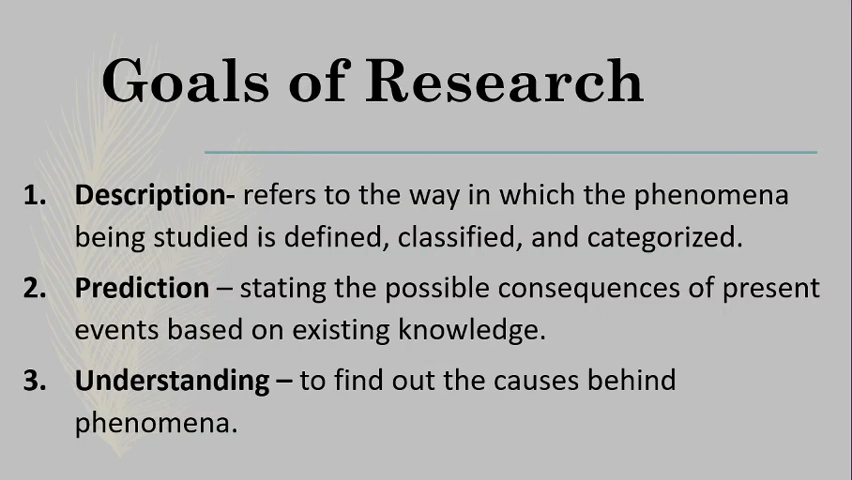 Goals of Research
1. Description- refers to the way in which the phenomena
being studied is defined, classified, and categorized.
2. Prediction – stating the possible consequences of present
events based on existing knowledge.
3. Understanding – to find out the causes behind
phenomena.